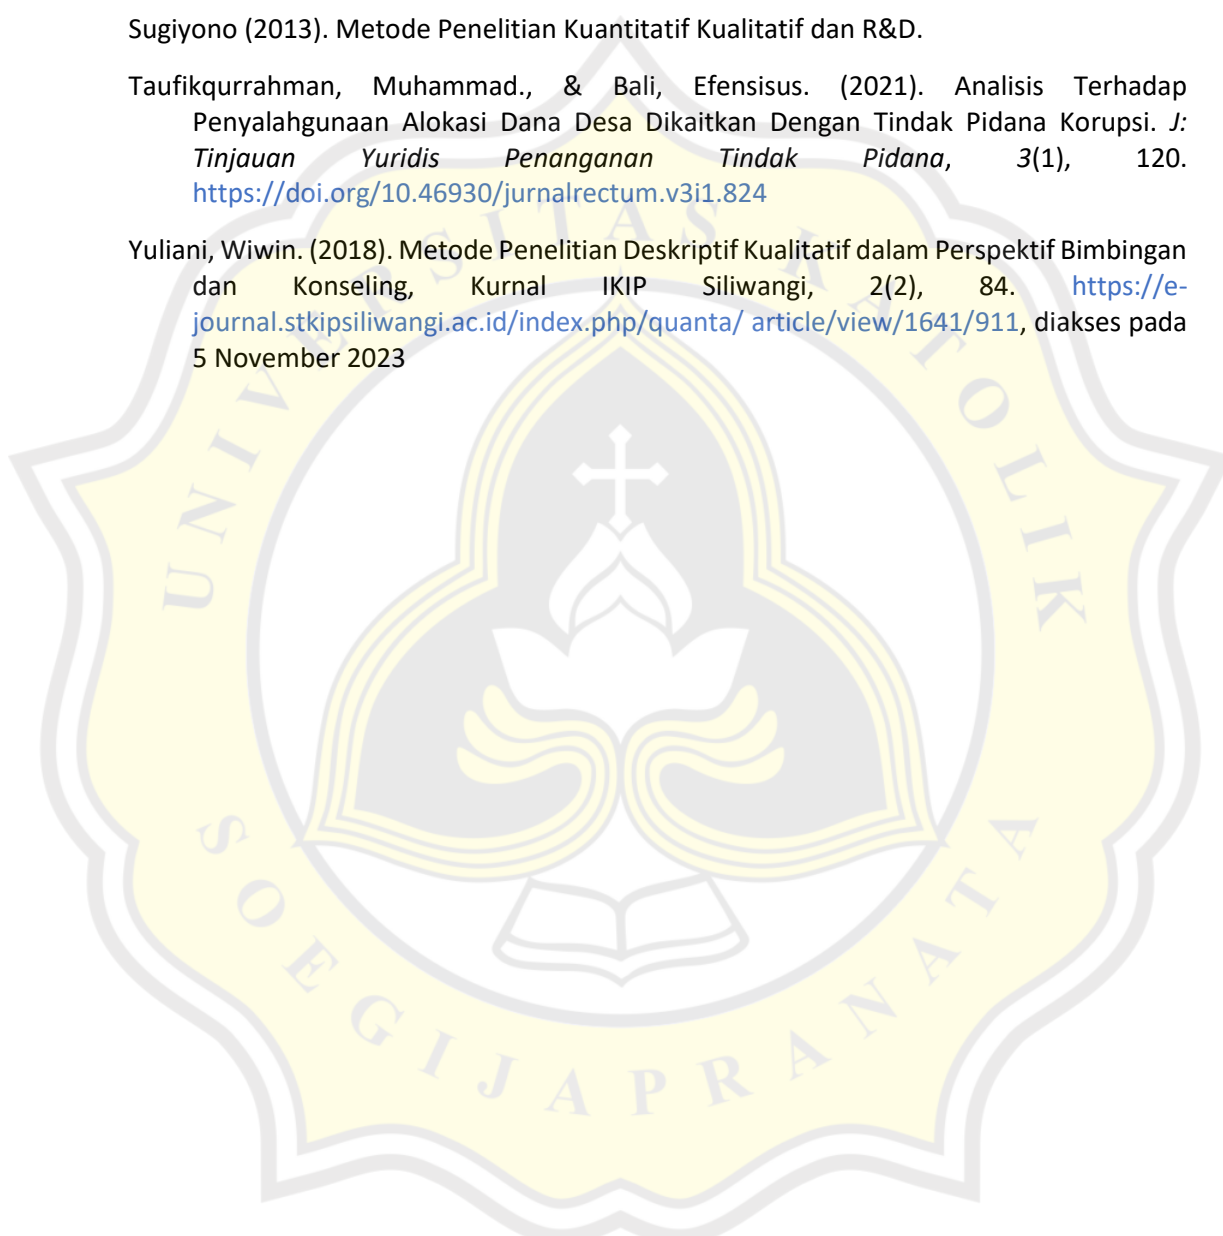 Sugiyono (2013). Metode Penelitian Kuantitatif Kualitatif dan R&D.
Taufikqurrahman, Muhammad., & Bali, Efensisus. (2021). Analisis Terhadap
Penyalahgunaan Alokasi Dana Desa Dikaitkan Dengan Tindak Pidana Korupsi. J:
Tinjauan Yuridis Penanganan Tindak Pidana, 3(1), 120.
https://doi.org/10.46930/jurnalrectum.v3i1.824
Yuliani, Wiwin. (2018). Metode Penelitian Deskriptif Kualitatif dalam Perspektif Bimbingan
dan Konseling, Kurnal IKIP Siliwangi, 2(2), 84. https://e-
journal.stkipsiliwangi.ac.id/index.php/quanta/ article/view/1641/911, diakses pada
5 November 2023
UNIVERSITAS KATOLIK
SOEGIJAPRANATA